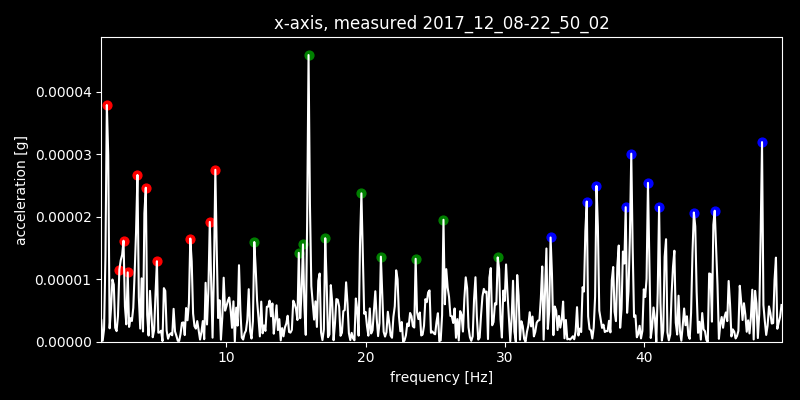 x-axis, measured 2017_12_08-22_50_02
0.00004
0.00003
0.00002
0.00001
0.00000
acceleration [g]
10 20 30 40
frequency [Hz]